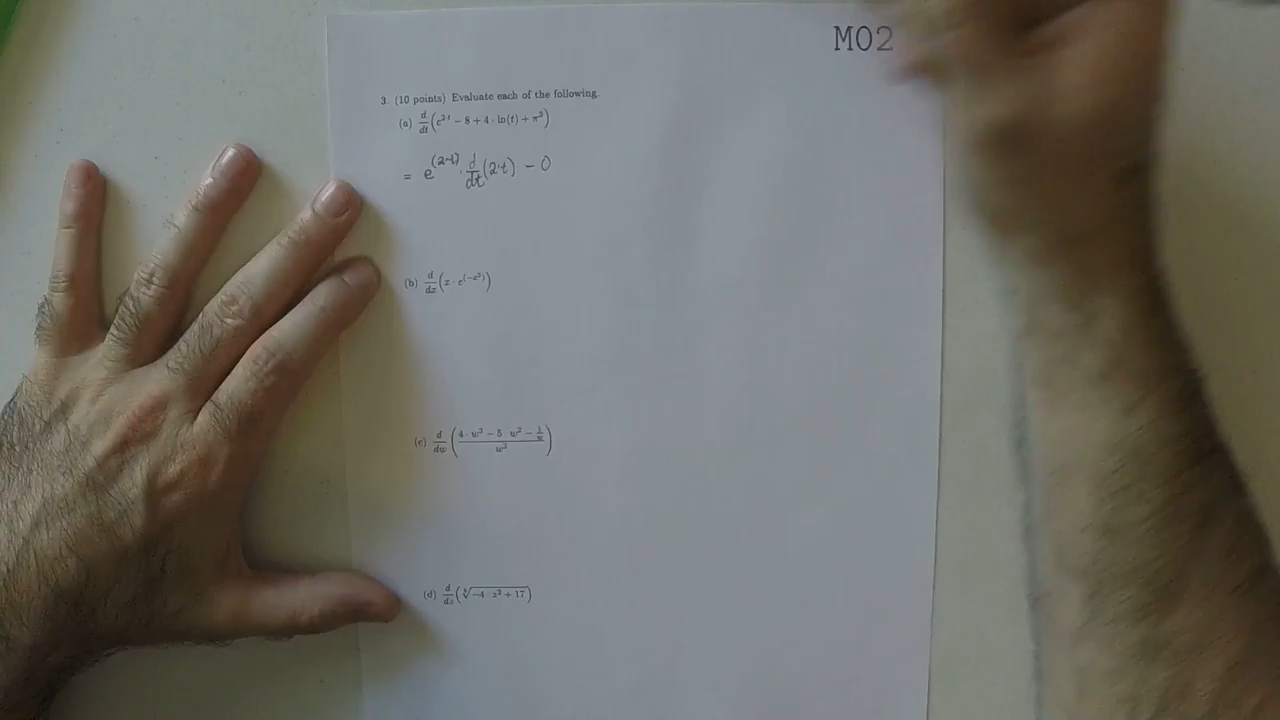 MO2
3. (10 points) Evaluate each of the following.
(a) d/dt(e^{2·t} − 8 + 4 · ln(t) + π^2)
= e^{(2·t)} · d/dt(2·t) − 0
(b) d/dx(x · e^{(−x^2)})
(c) d/dw((4 · w^3 − 5 · w^2 − 1/w)/w^2)
(d) d/dz(√(−4 · z^2 + 17))